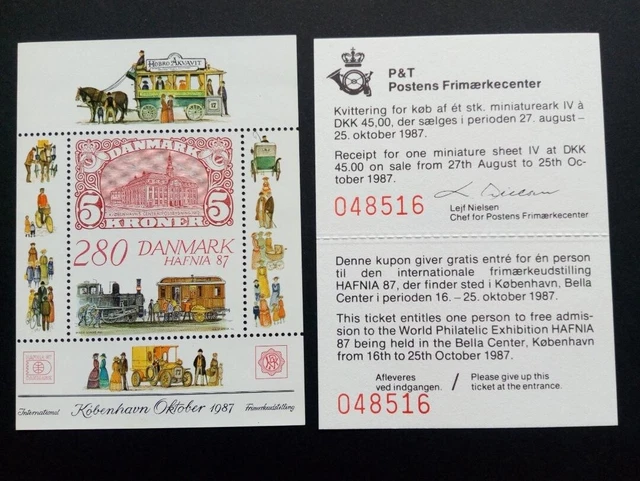 HOBRO AKVAVIT
17
DANMARK
5
5
KRONER
280 DANMARK
HAFNIA 87
HAFNIA 87
International København Oktober 1987 Frimærkeudstilling
P&T
Postens Frimærkecenter
Kvittering for køb af ét stk. miniatureark IV à
DKK 45,00, der sælges i perioden 27. august –
25. oktober 1987.
Receipt for one miniature sheet IV at DKK
45.00 on sale from 27th August to 25th Oc-
tober 1987.
048516
Lejf Nielsen
Chef for Postens Frimærkecenter
Denne kupon giver gratis entré for én person
til den internationale frimærkeudstilling
HAFNIA 87, der finder sted i København, Bella
Center i perioden 16. – 25. oktober 1987.
This ticket entitles one person to free ad-
mission to the World Philatelic Exhibition HAFNIA
87 being held in the Bella Center, København
from 16th to 25th October 1987.
Afleveres / Please give up this
ved indgangen. ticket at the entrance.
048516